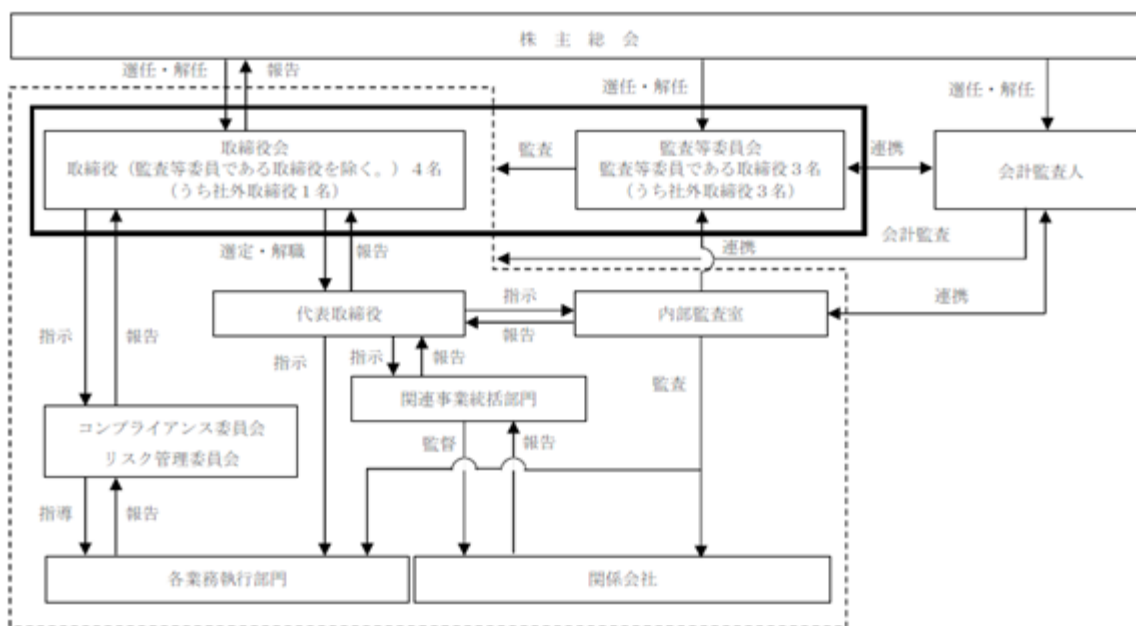 株 主 総 会
選任・解任
報告
選任・解任
選任・解任
取締役会
取締役（監査等委員である取締役を除く。）４名
（うち社外取締役１名）
監査
監査等委員会
監査等委員である取締役３名
（うち社外取締役３名）
連携
会計監査人
選定・解職
報告
連携
会計監査
代表取締役
指示
報告
内部監査室
連携
指示
報告
指示
指示
報告
監査
関連事業統括部門
コンプライアンス委員会
リスク管理委員会
監督
報告
指導
報告
各業務執行部門
関係会社